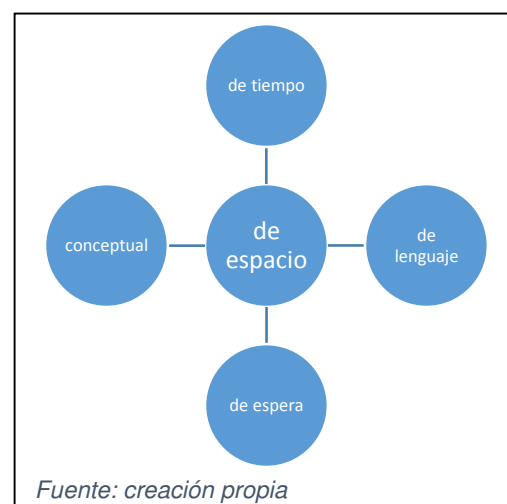 de tiempo
conceptual
de
espacio
de
lenguaje
de espera
Fuente: creación propia